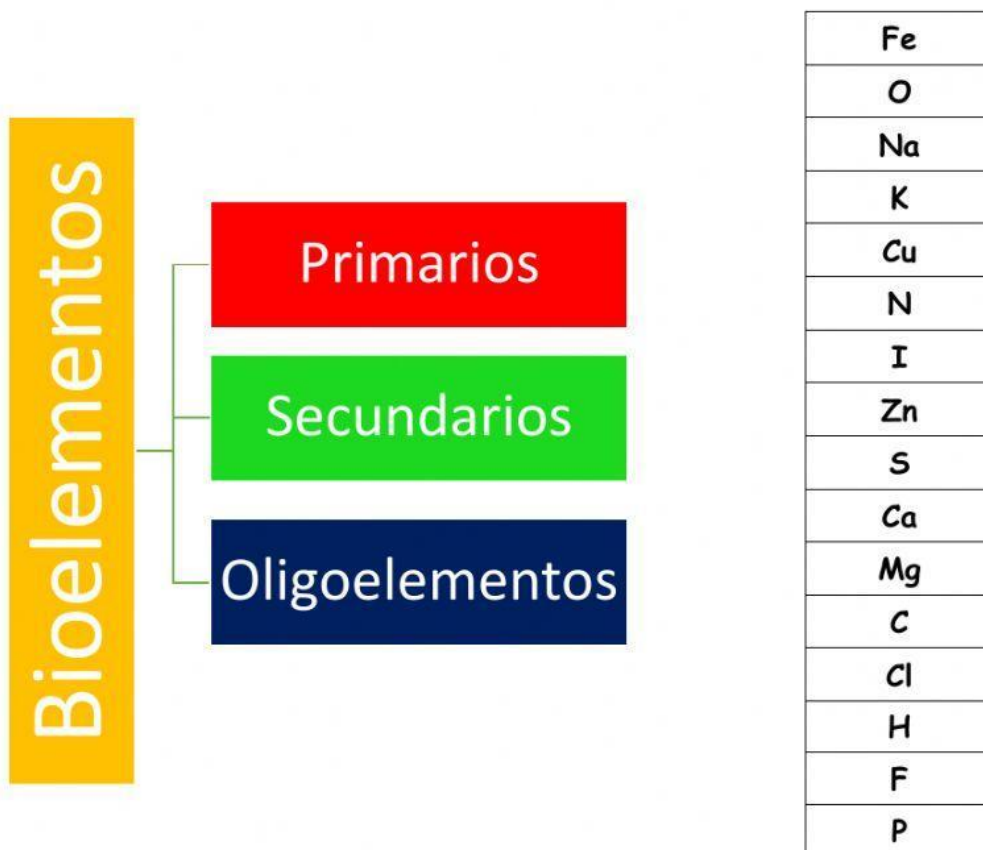 Bioelementos
Primarios
Secundarios
Oligoelementos
Fe
O
Na
K
Cu
N
I
Zn
S
Ca
Mg
C
Cl
H
F
P